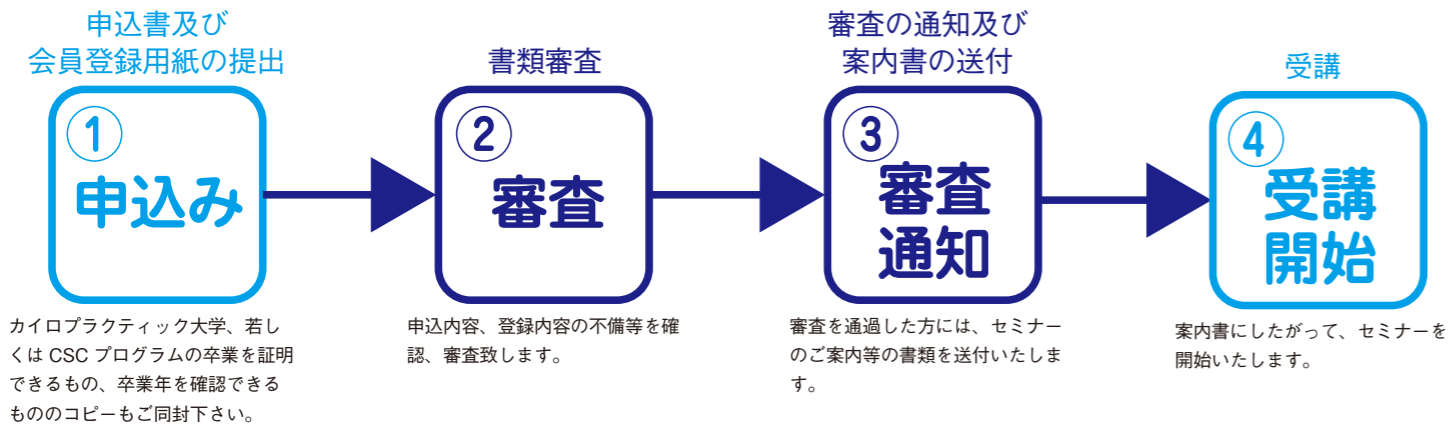 申込書及び
会員登録用紙の提出
① 申込み
カイロプラクティック大学、若し
くは CSC プログラムの卒業を証明
できるもの、卒業年を確認できる
もののコピーもご同封下さい。
書類審査
② 審査
申込内容、登録内容の不備等を確
認、審査致します。
審査の通知及び
案内書の送付
③ 審査
通知
審査を通過した方には、セミナー
のご案内等の書類を送付いたしま
す。
受講
④ 受講
開始
案内書にしたがって、セミナーを
開始いたします。